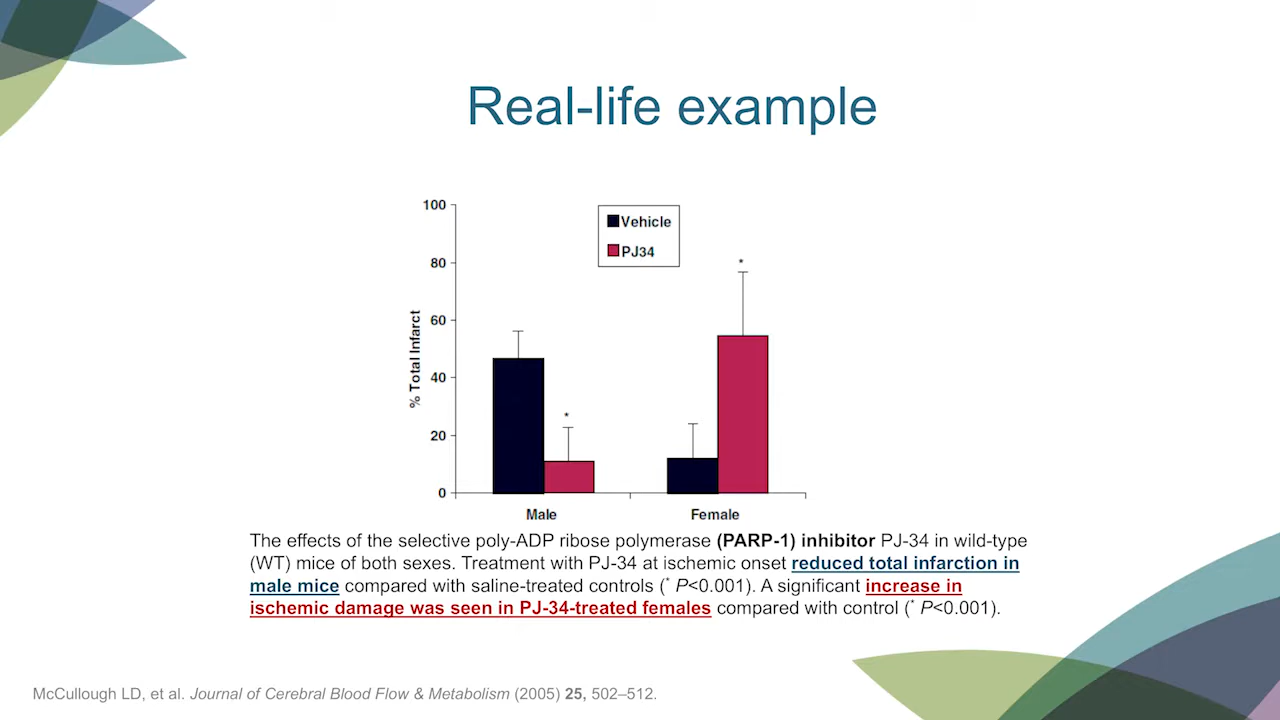 Real-life example
100
80
60
40
20
0
% Total Infarct
Vehicle
PJ34
*
*
Male
Female
The effects of the selective poly-ADP ribose polymerase (PARP-1) inhibitor PJ-34 in wild-type
(WT) mice of both sexes. Treatment with PJ-34 at ischemic onset reduced total infarction in
male mice compared with saline-treated controls (* P<0.001). A significant increase in
ischemic damage was seen in PJ-34-treated females compared with control (* P<0.001).
McCullough LD, et al. Journal of Cerebral Blood Flow & Metabolism (2005) 25, 502–512.